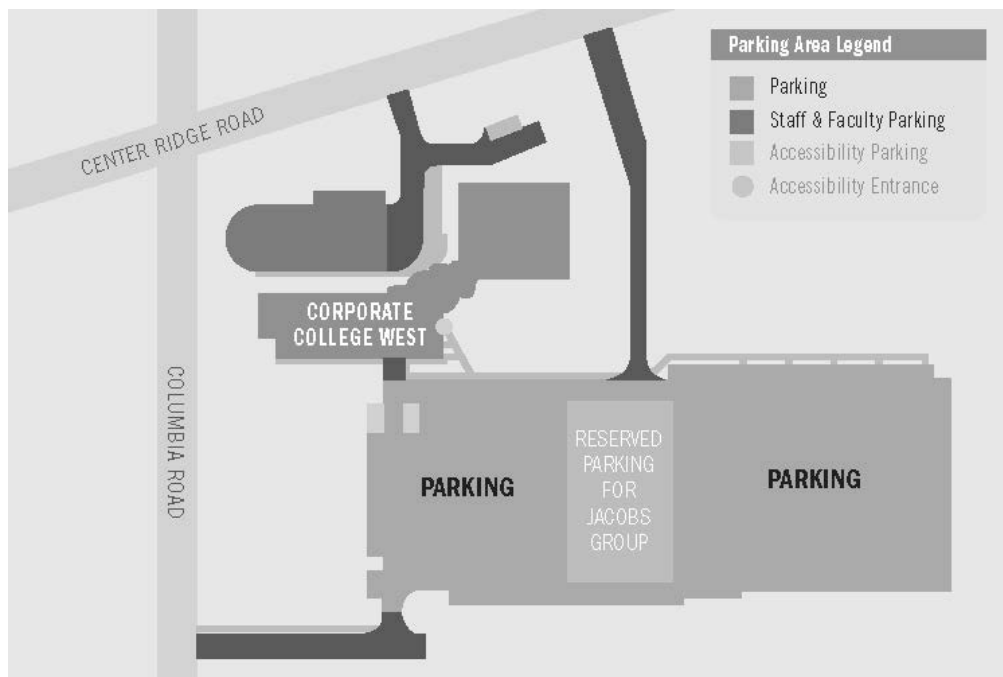 Parking Area Legend
Parking
Staff & Faculty Parking
Accessibility Parking
Accessibility Entrance
CENTER RIDGE ROAD
CORPORATE
COLLEGE WEST
COLUMBIA ROAD
PARKING
RESERVED
PARKING
FOR
JACOBS
GROUP
PARKING